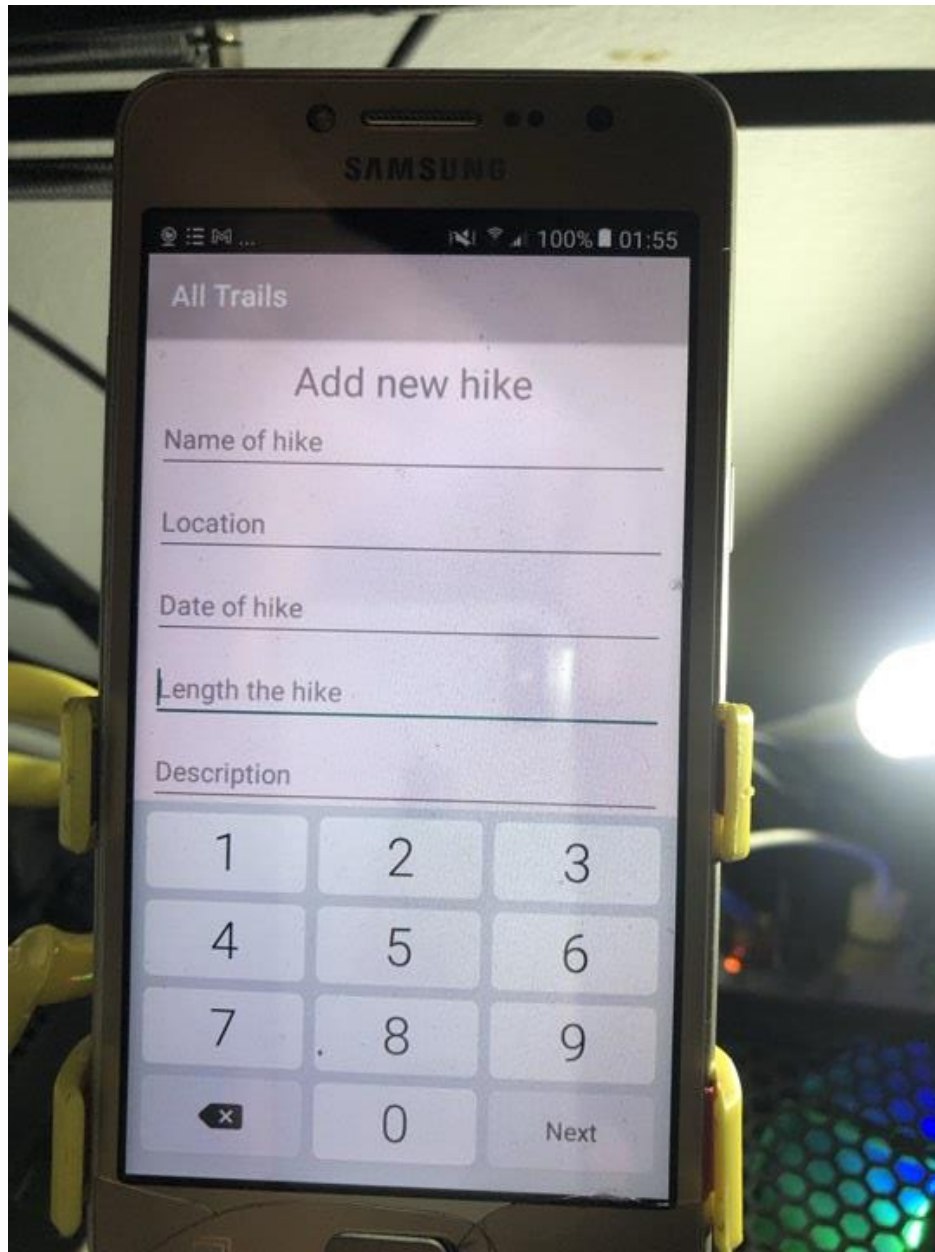 SAMSUNG
... 100% 01:55
All Trails
Add new hike
Name of hike
Location
Date of hike
Length the hike
Description
1 2 3
4 5 6
7 8 9
0 Next